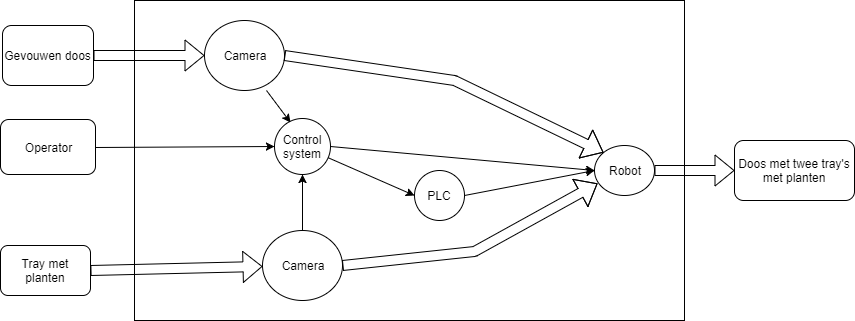 Gevouwen doos
Camera
Operator
Control
system
PLC
Robot
Doos met twee tray's
met planten
Tray met
planten
Camera